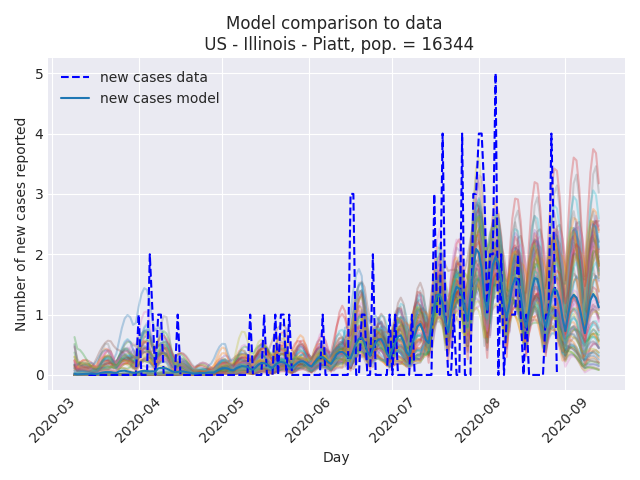 Model comparison to data
US - Illinois - Piatt, pop. = 16344
new cases data
new cases model
Number of new cases reported
5
4
3
2
1
0
2020-03
2020-04
2020-05
2020-06
2020-07
2020-08
2020-09
Day